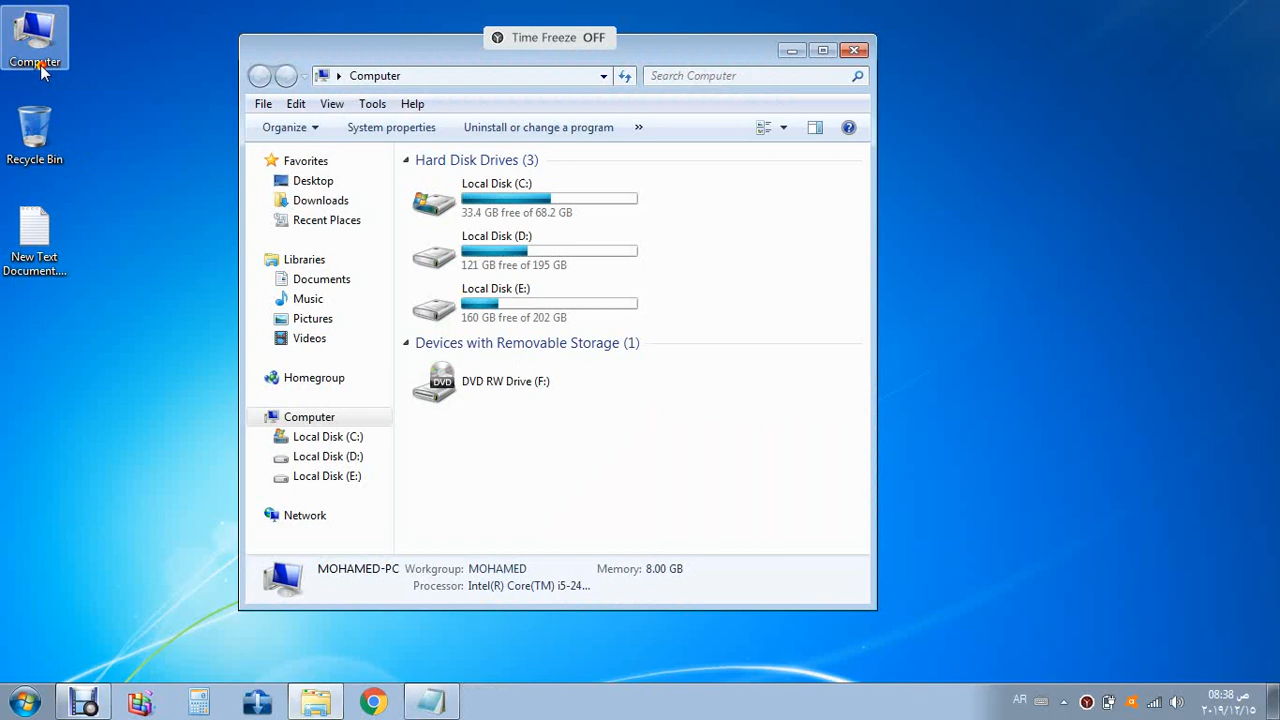 Time Freeze OFF
Computer
Recycle Bin
New Text
Document....
Computer
Search Computer
File Edit View Tools Help
Organize System properties Uninstall or change a program »
Favorites
Desktop
Downloads
Recent Places
Libraries
Documents
Music
Pictures
Videos
Homegroup
Computer
Local Disk (C:)
Local Disk (D:)
Local Disk (E:)
Network
Hard Disk Drives (3)
Local Disk (C:)
33.4 GB free of 68.2 GB
Local Disk (D:)
121 GB free of 195 GB
Local Disk (E:)
160 GB free of 202 GB
Devices with Removable Storage (1)
DVD
DVD RW Drive (F:)
MOHAMED-PC Workgroup: MOHAMED Memory: 8.00 GB
Processor: Intel(R) Core(TM) i5-24...
AR
08:38 ص
٢٠١٩/١٢/١٥